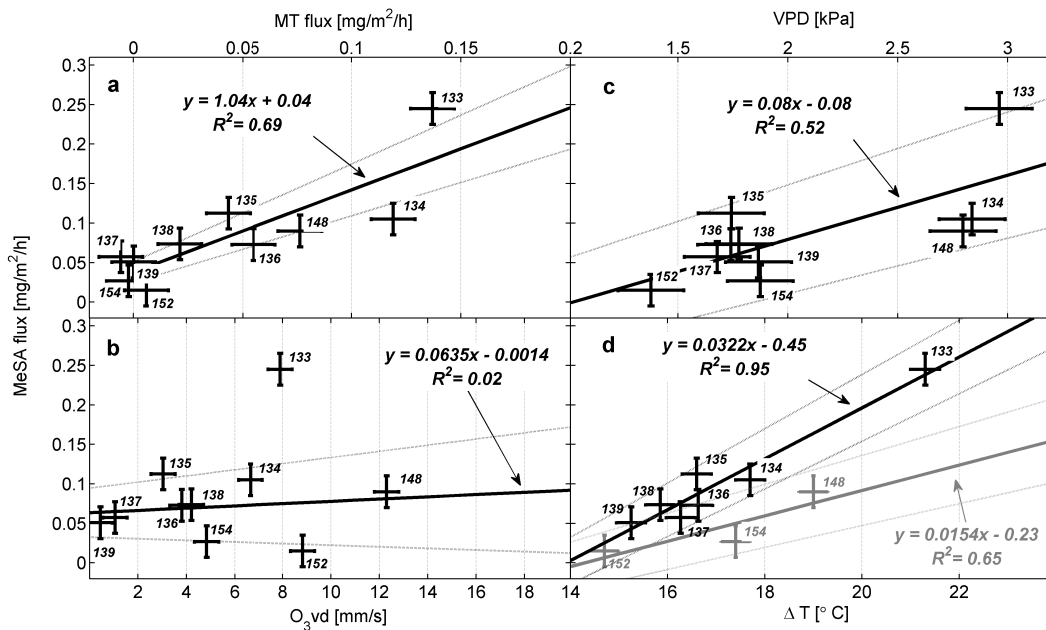 MT flux [mg/m²/h]
VPD [kPa]
0 0.05 0.1 0.15 0.2
1.5 2 2.5 3
MeSA flux [mg/m²/h]
0.3
0.25
0.2
0.15
0.1
0.05
0
a
y = 1.04x + 0.04
R²= 0.69
133
135
134
148
138
136
137
139
154
152
c
y = 0.08x - 0.08
R²= 0.52
133
135
134
136
138
148
139
137
152
154
0.3
0.25
0.2
0.15
0.1
0.05
0
b
y = 0.0635x - 0.0014
R²= 0.02
133
135
134
148
137
138
136
139
154
152
d
y = 0.0322x - 0.45
R²= 0.95
133
135
134
138
136
148
139
137
154
152
y = 0.0154x - 0.23
R²= 0.65
0 2 4 6 8 10 12 14
16 18 20 22
O₃vd [mm/s]
Δ T [° C]